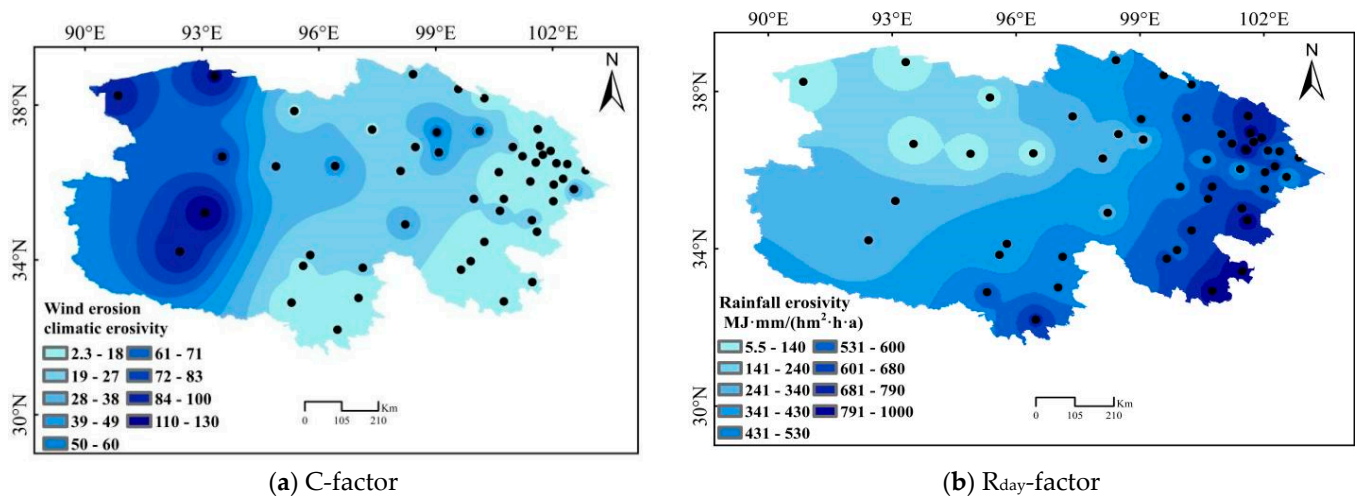 90°E 93°E 96°E 99°E 102°E
N
38°N
34°N
30°N
Wind erosion
climatic erosivity
2.3 - 18 61 - 71
19 - 27 72 - 83
28 - 38 84 - 100
39 - 49 110 - 130
50 - 60
Km
0 105 210
(a) C-factor
90°E 93°E 96°E 99°E 102°E
N
38°N
34°N
30°N
Rainfall erosivity
MJ·mm/(hm²·h·a)
5.5 - 140 531 - 600
141 - 240 601 - 680
241 - 340 681 - 790
341 - 430 791 - 1000
431 - 530
Km
0 105 210
(b) Rday-factor